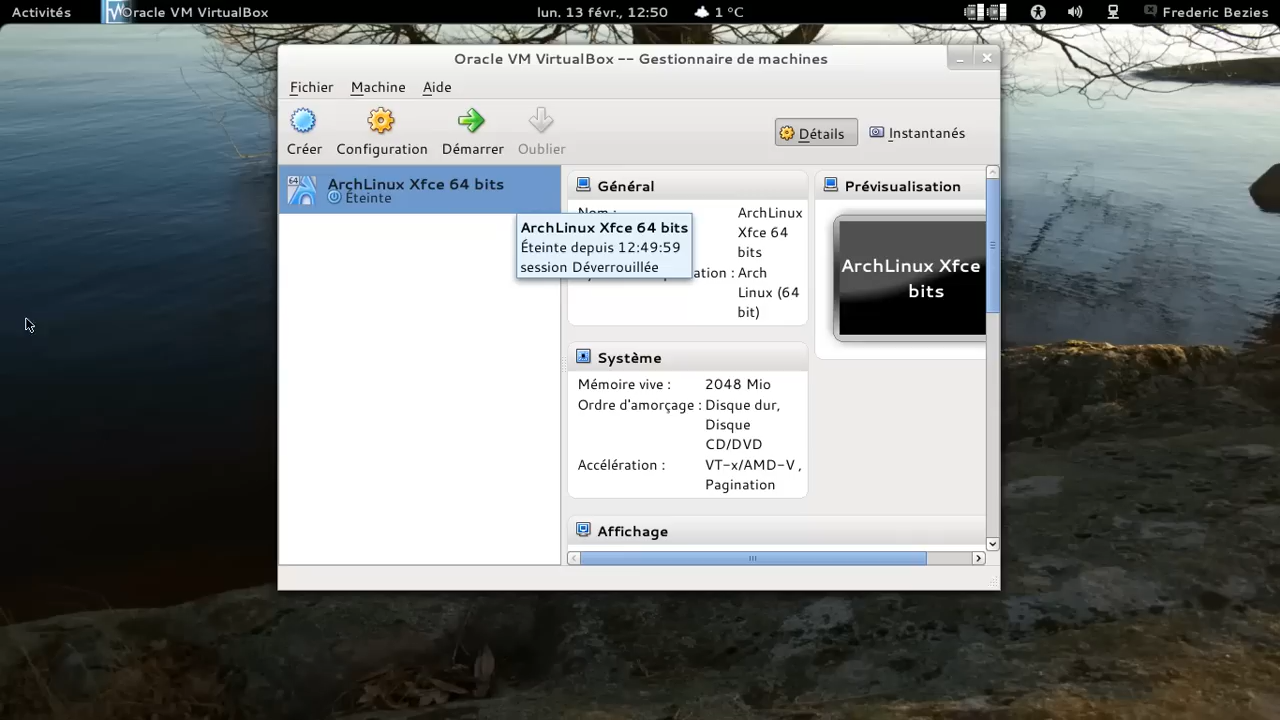 Activités
Oracle VM VirtualBox
lun. 13 févr., 12:50
1 °C
Frederic Bezies
Oracle VM VirtualBox -- Gestionnaire de machines
Fichier
Machine
Aide
Créer
Configuration
Démarrer
Oublier
Détails
Instantanés
64
ArchLinux Xfce 64 bits
Éteinte
ArchLinux Xfce 64 bits
Éteinte depuis 12:49:59
session Déverrouillée
Général
Nom :
ArchLinux
Xfce 64
bits
Arch
Linux (64
bit)
Prévisualisation
ArchLinux Xfce
bits
Système
Mémoire vive : 2048 Mio
Ordre d'amorçage : Disque dur,
Disque
CD/DVD
Accélération : VT-x/AMD-V ,
Pagination
Affichage